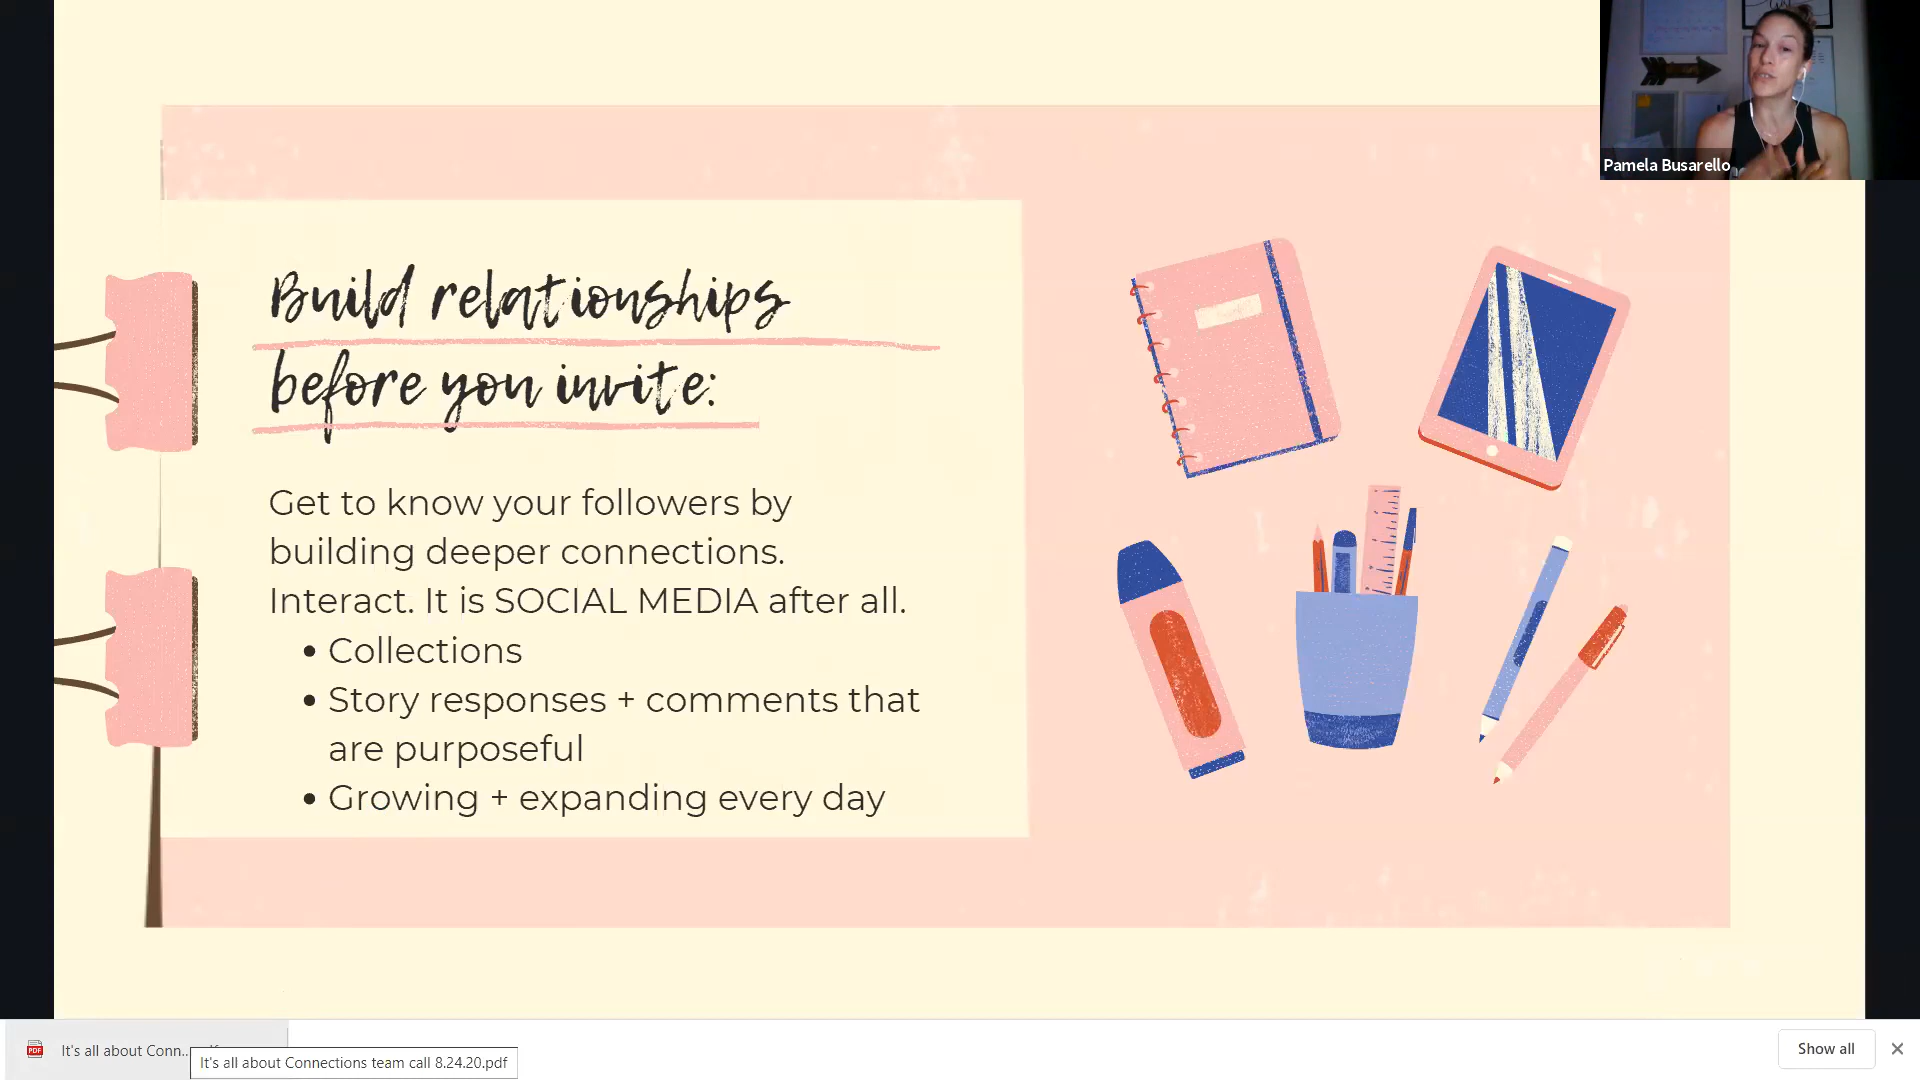 Build relationships
before you invite:
Get to know your followers by
building deeper connections.
Interact. It is SOCIAL MEDIA after all.
• Collections
• Story responses + comments that
are purposeful
• Growing + expanding every day
Pamela Busarello
PDF
It's all about Conn...
It's all about Connections team call 8.24.20.pdf
Show all